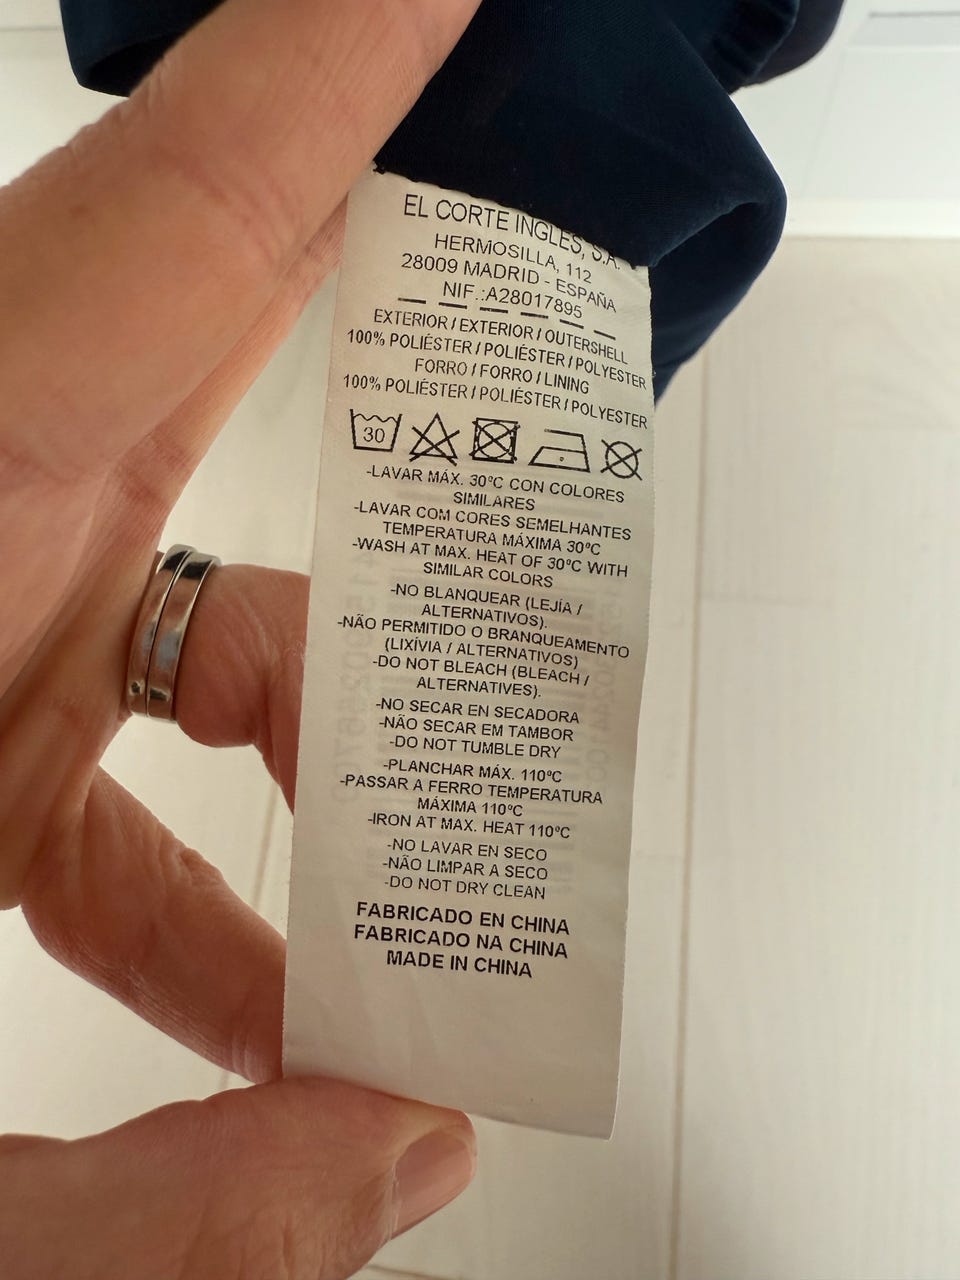 EL CORTE INGLES, S.A.
HERMOSILLA, 112
28009 MADRID - ESPAÑA
NIF.:A28017895
EXTERIOR / EXTERIOR / OUTERSHELL
100% POLIÉSTER / POLIÉSTER / POLYESTER
FORRO / FORRO / LINING
100% POLIÉSTER / POLIÉSTER / POLYESTER
30
-LAVAR MÁX. 30ºC CON COLORES
SIMILARES
-LAVAR COM CORES SEMELHANTES
TEMPERATURA MÁXIMA 30ºC
-WASH AT MAX. HEAT OF 30ºC WITH
SIMILAR COLORS
-NO BLANQUEAR (LEJÍA /
ALTERNATIVOS).
-NÃO PERMITIDO O BRANQUEAMENTO
(LIXÍVIA / ALTERNATIVOS)
-DO NOT BLEACH (BLEACH /
ALTERNATIVES).
-NO SECAR EN SECADORA
-NÃO SECAR EM TAMBOR
-DO NOT TUMBLE DRY
-PLANCHAR MÁX. 110ºC
-PASSAR A FERRO TEMPERATURA
MÁXIMA 110ºC
-IRON AT MAX. HEAT 110ºC
-NO LAVAR EN SECO
-NÃO LIMPAR A SECO
-DO NOT DRY CLEAN
FABRICADO EN CHINA
FABRICADO NA CHINA
MADE IN CHINA